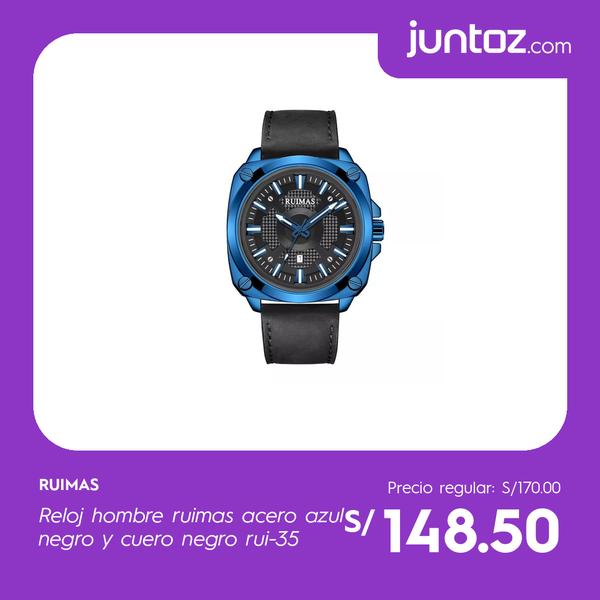 juntoz.com
RUIMAS
RUIMAS
Precio regular: S/170.00
Reloj hombre ruimas acero azul
negro y cuero negro rui-35
S/148.50